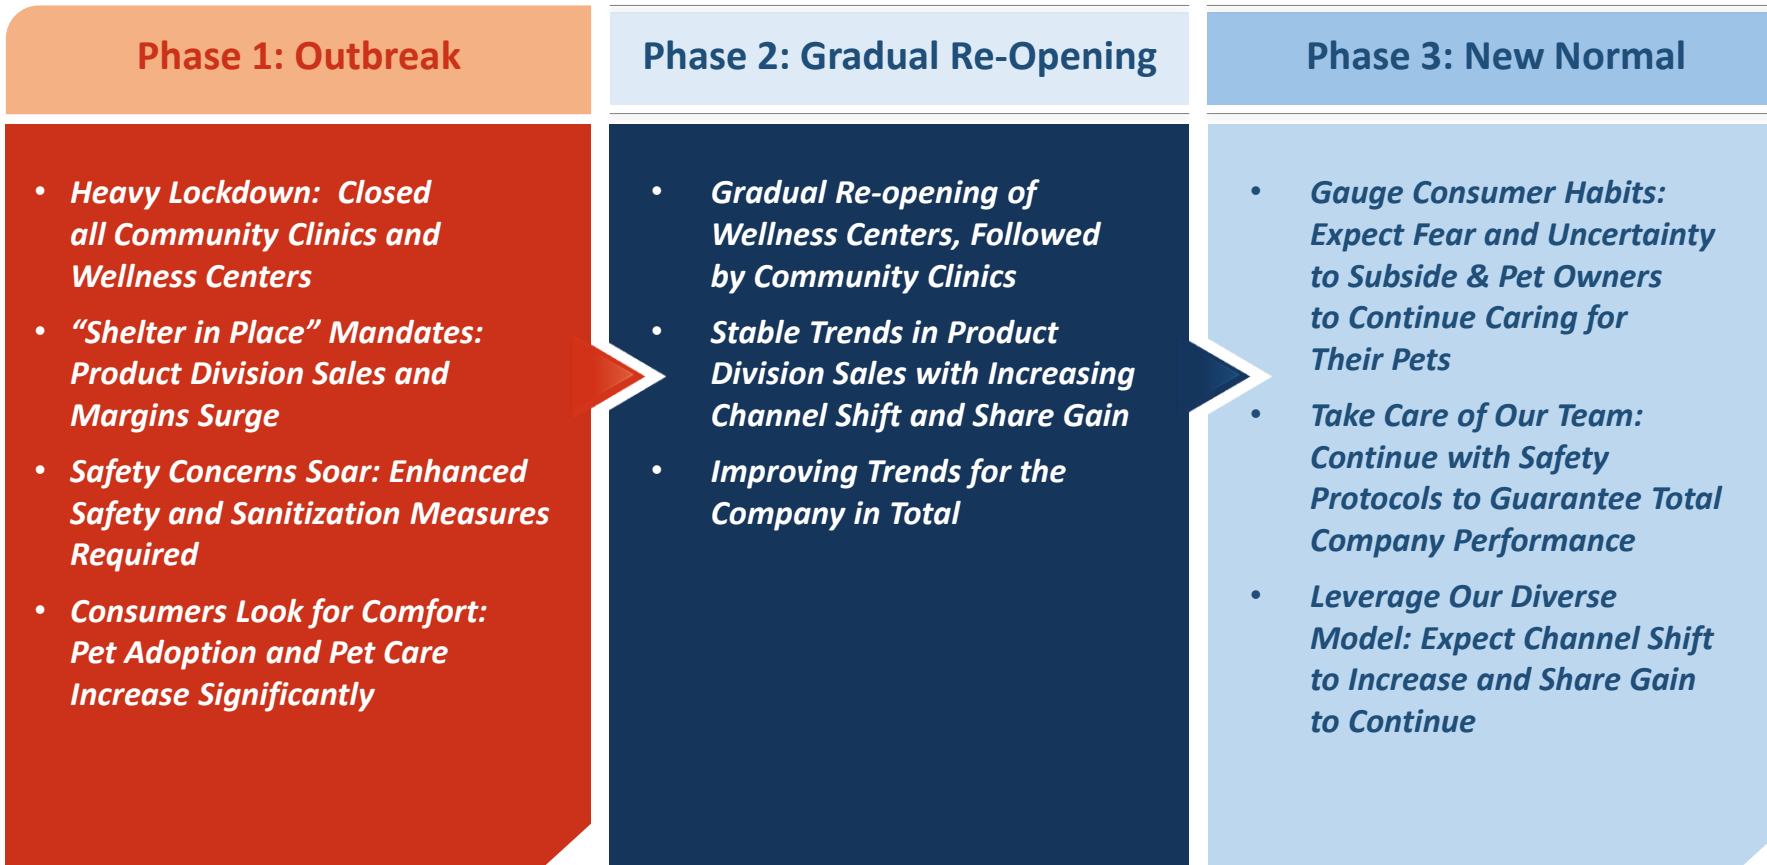 Phase 1: Outbreak
• Heavy Lockdown: Closed
all Community Clinics and
Wellness Centers
• “Shelter in Place” Mandates:
Product Division Sales and
Margins Surge
• Safety Concerns Soar: Enhanced
Safety and Sanitization Measures
Required
• Consumers Look for Comfort:
Pet Adoption and Pet Care
Increase Significantly
Phase 2: Gradual Re-Opening
• Gradual Re-opening of
Wellness Centers, Followed
by Community Clinics
• Stable Trends in Product
Division Sales with Increasing
Channel Shift and Share Gain
• Improving Trends for the
Company in Total
Phase 3: New Normal
• Gauge Consumer Habits:
Expect Fear and Uncertainty
to Subside & Pet Owners
to Continue Caring for
Their Pets
• Take Care of Our Team:
Continue with Safety
Protocols to Guarantee Total
Company Performance
• Leverage Our Diverse
Model: Expect Channel Shift
to Increase and Share Gain
to Continue